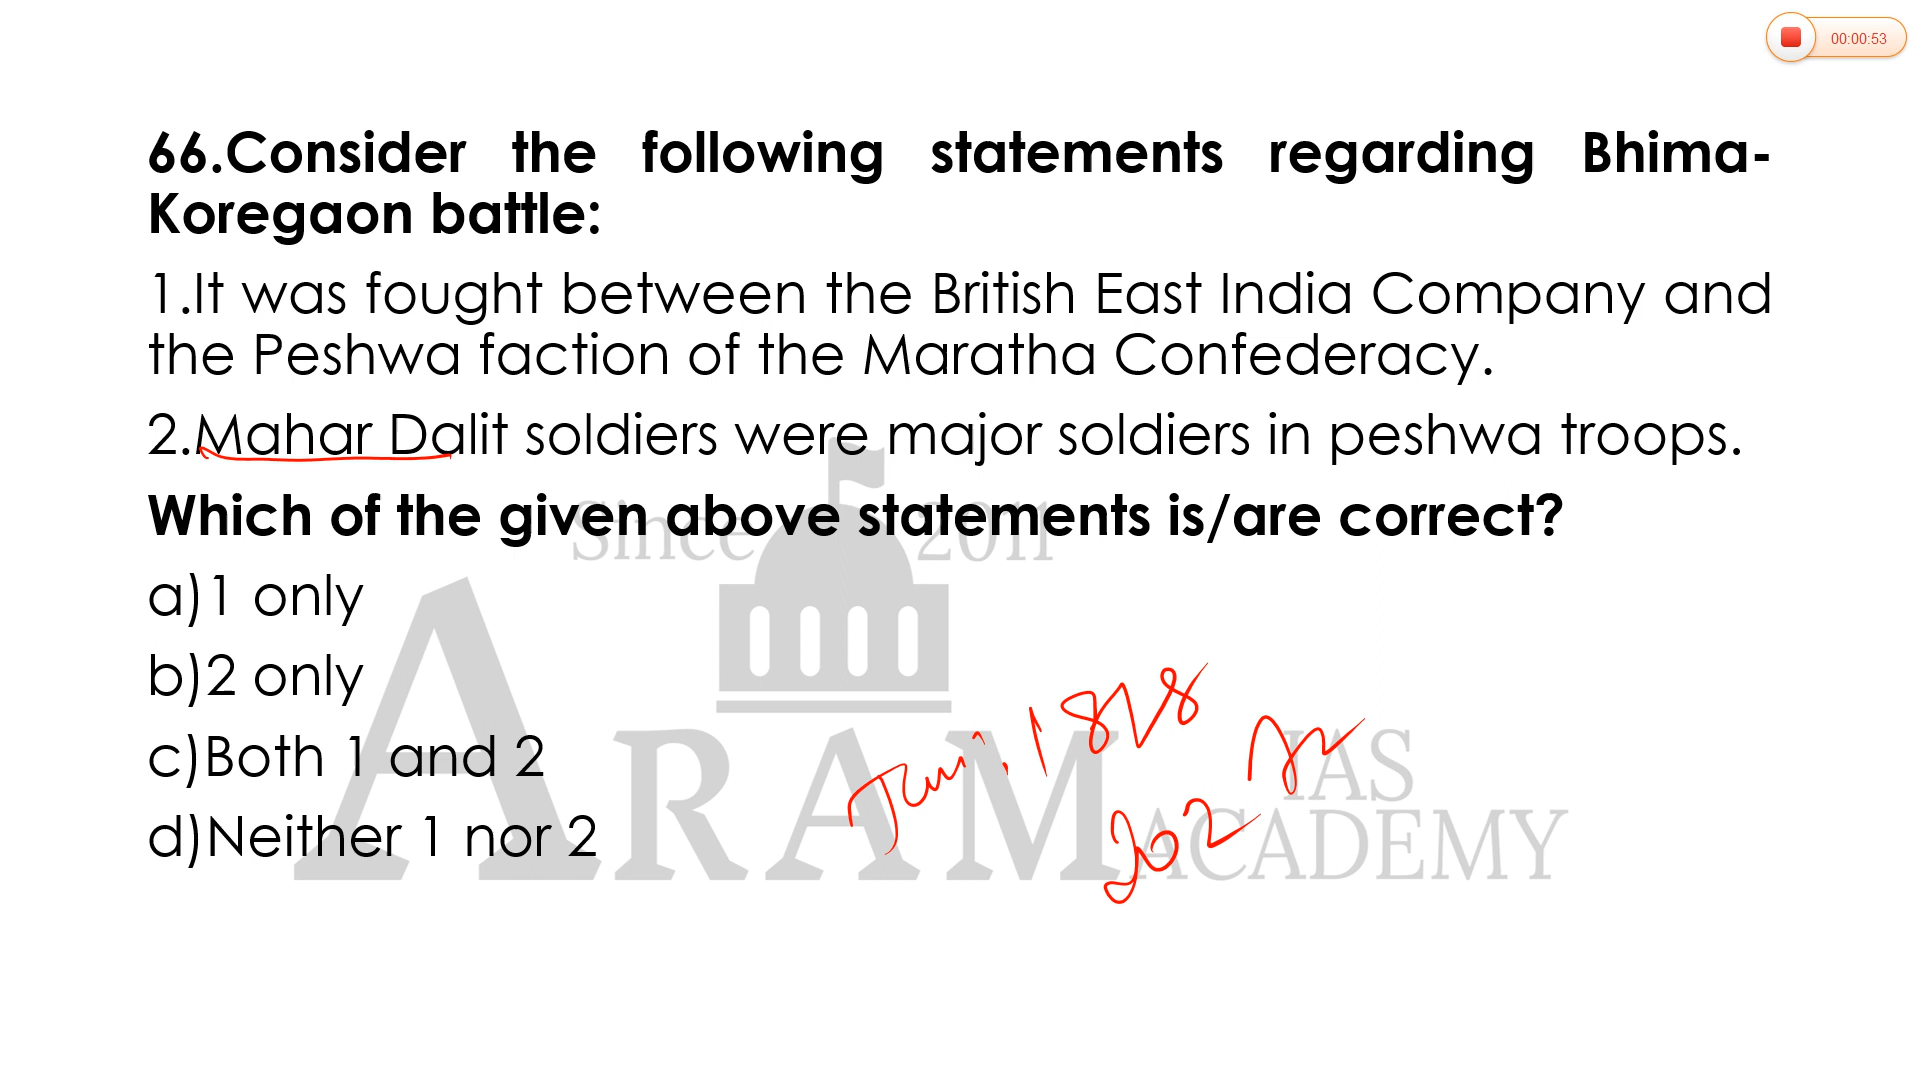 00:00:53
66.Consider the following statements regarding Bhima-
Koregaon battle:
1.It was fought between the British East India Company and
the Peshwa faction of the Maratha Confederacy.
2.Mahar Dalit soldiers were major soldiers in peshwa troops.
Which of the given above statements is/are correct?
Since 2011
a)1 only
b)2 only
c)Both 1 and 2
d)Neither 1 nor 2
1818
202
ARAM IAS
ACADEMY